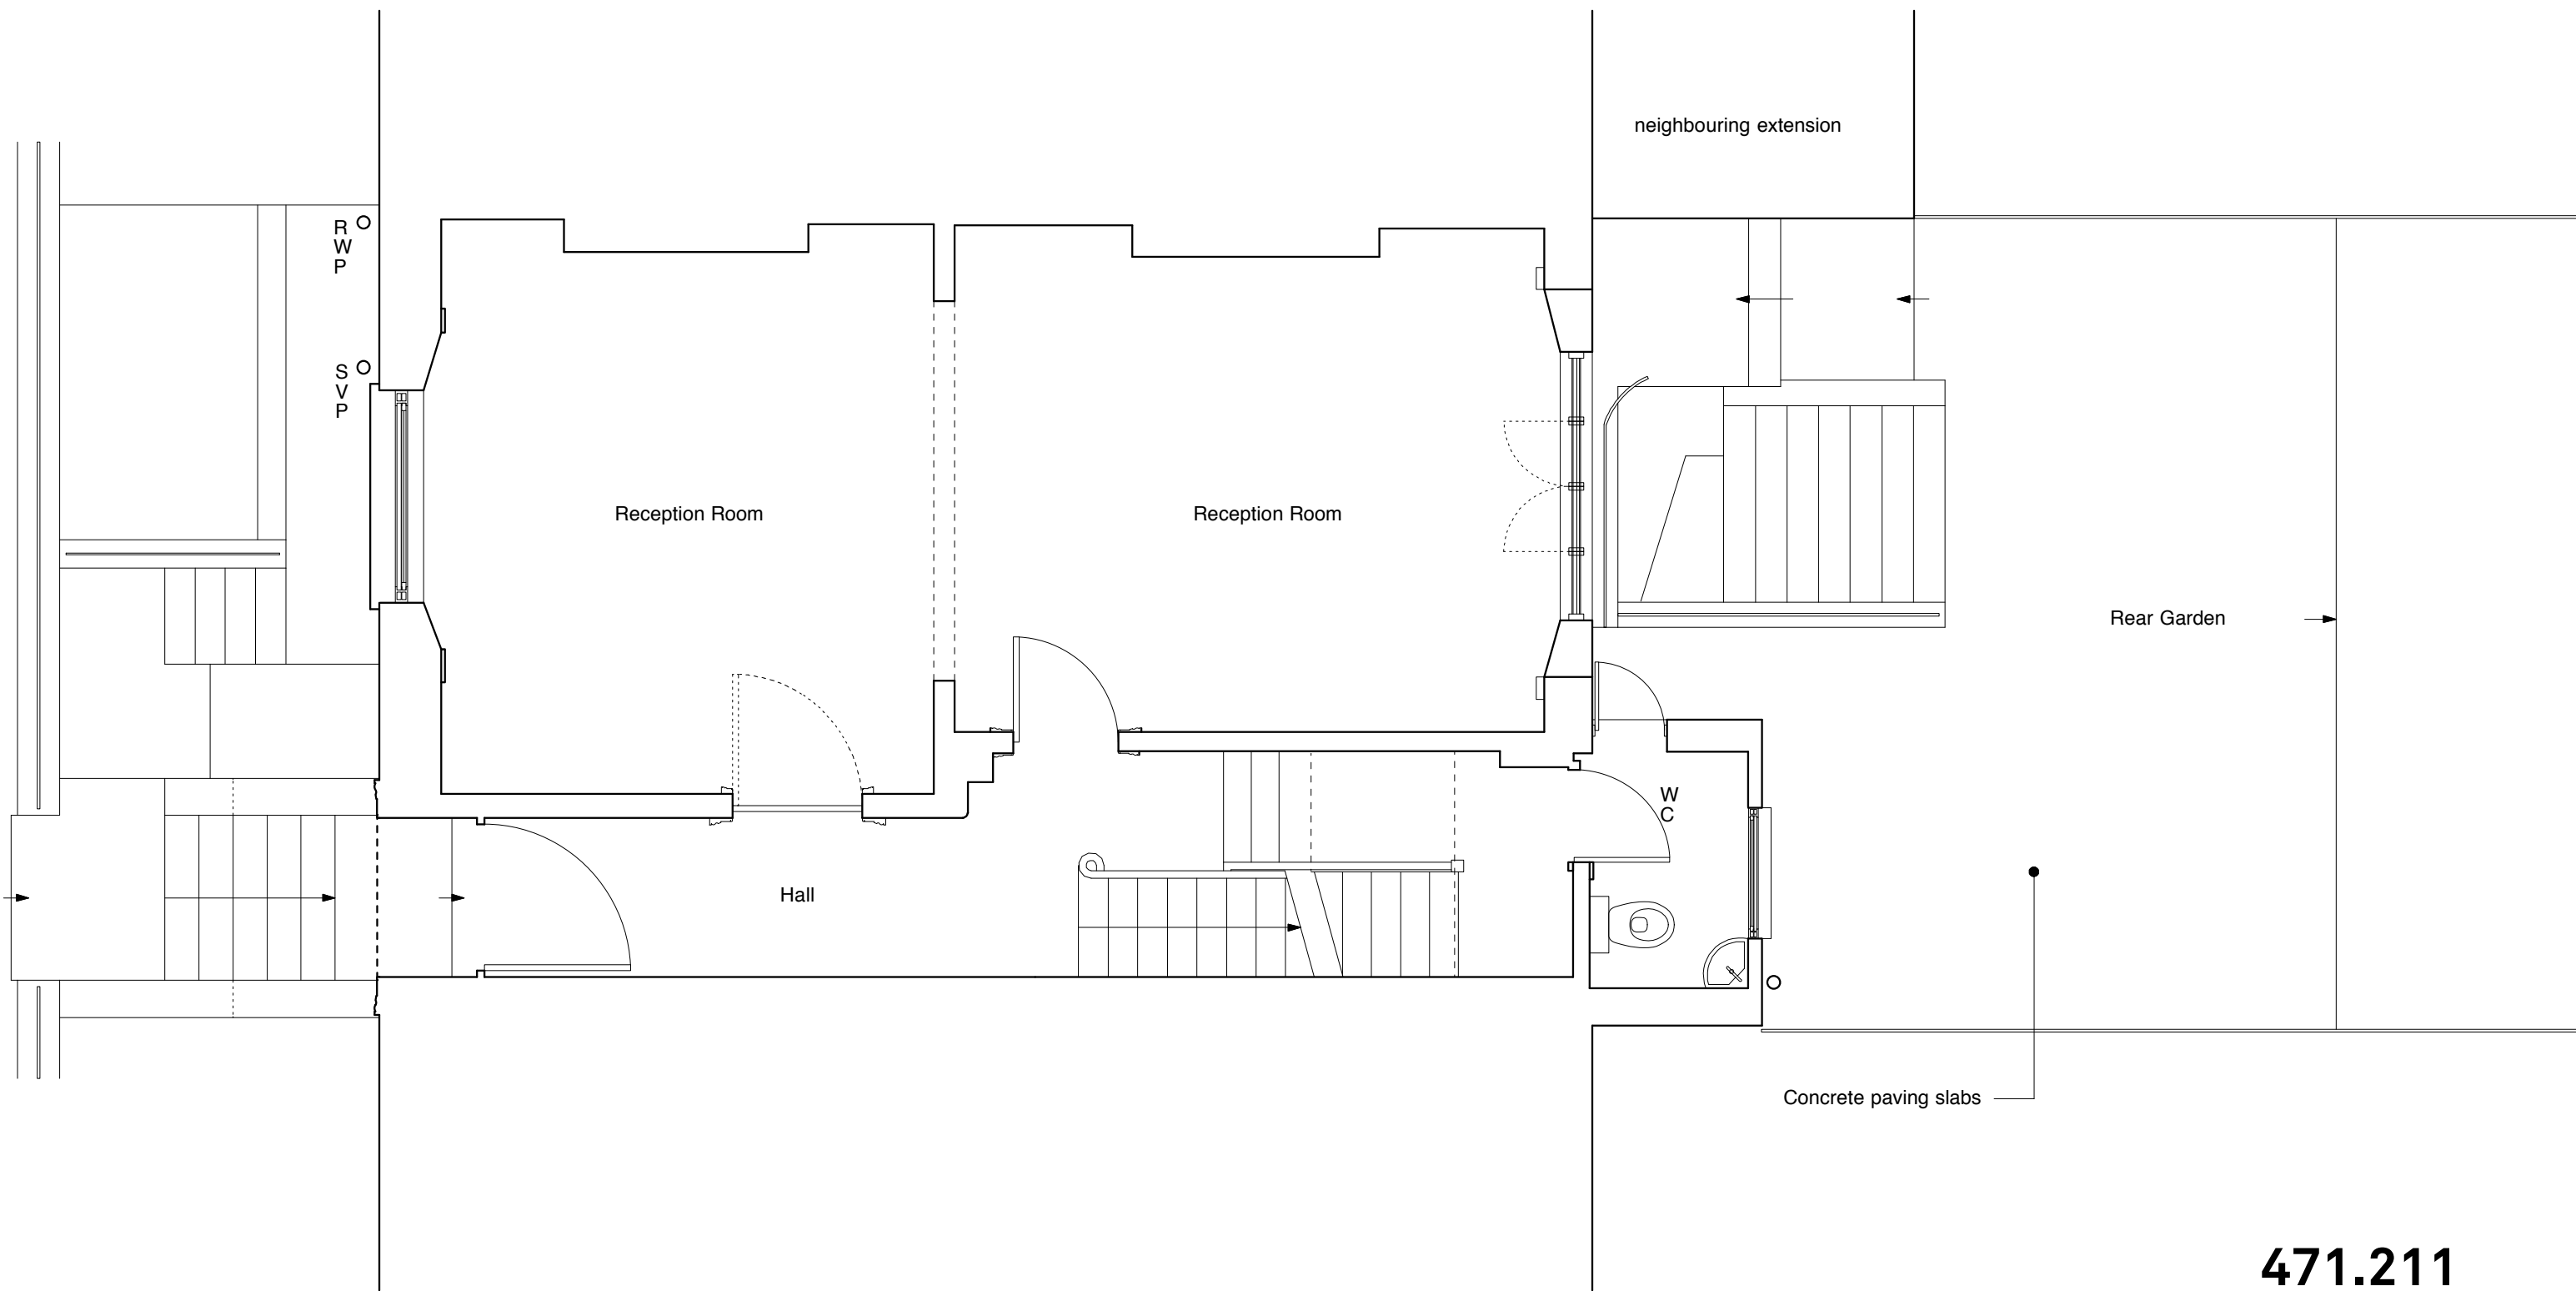 neighbouring extension
R
W
P
S
V
P
Reception Room
Reception Room
Rear Garden
W
C
Hall
Concrete paving slabs
471.211